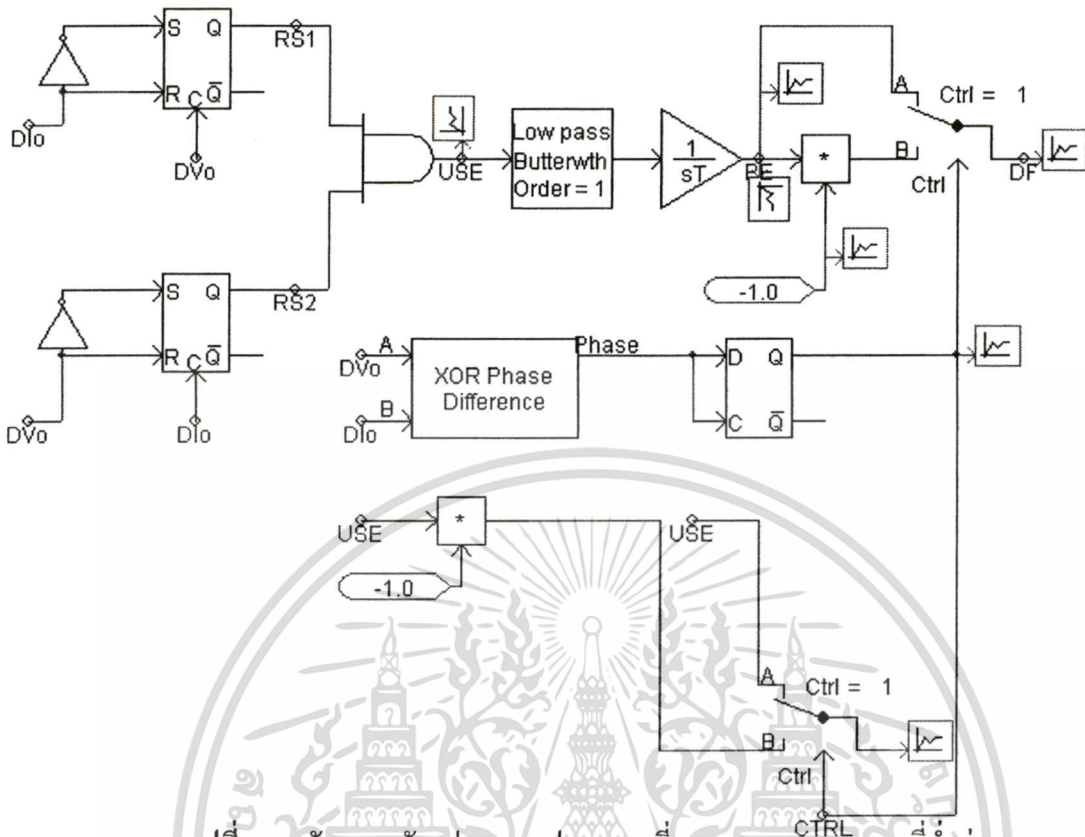 S Q
RS1
R C Q̅
DIo
DVo
USE
Low pass
Butterwth
Order = 1
1
sT
*
-1.0
A
Ctrl = 1
B
Ctrl
DF
S Q
RS2
R C Q̅
DVo
DIo
DVo A
DIo B
XOR Phase
Difference
Phase
D Q
C Q̅
USE
*
-1.0
USE
A
Ctrl = 1
B
Ctrl
CTRL